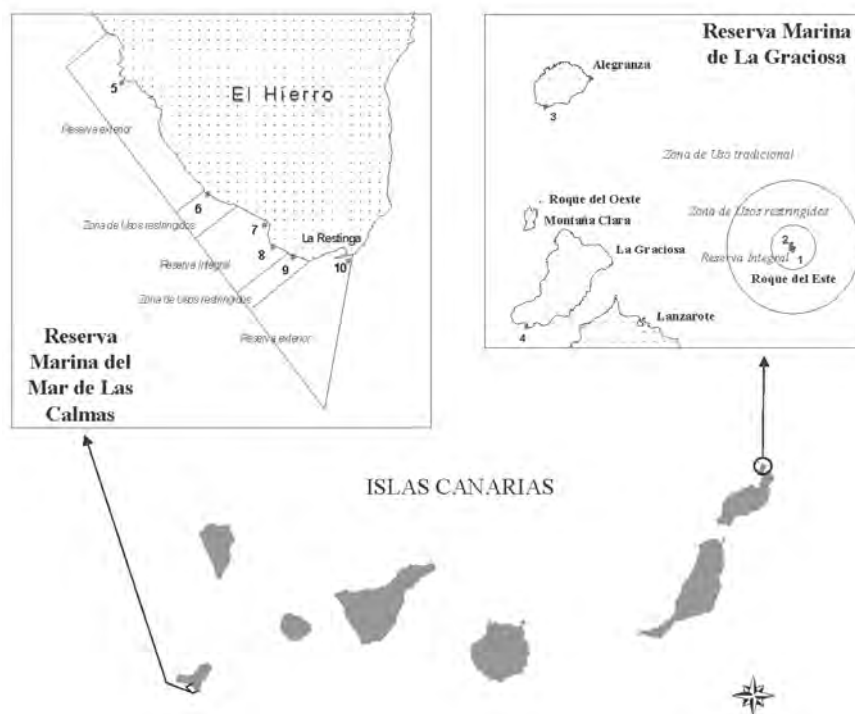 El Hierro
5
Reserva exterior
6
Zona de Usos restringidos
7
La Restinga
8
Reserva Integral
9
10
Zona de Usos restringidos
Reserva exterior
Reserva
Marina del
Mar de Las
Calmas
Reserva Marina
de La Graciosa
Alegranza
3
Zona de Uso tradicional
Roque del Oeste
Montaña Clara
Zona de Usos restringidos
La Graciosa
2
1
Reserva Integral
Roque del Este
Lanzarote
4
ISLAS CANARIAS